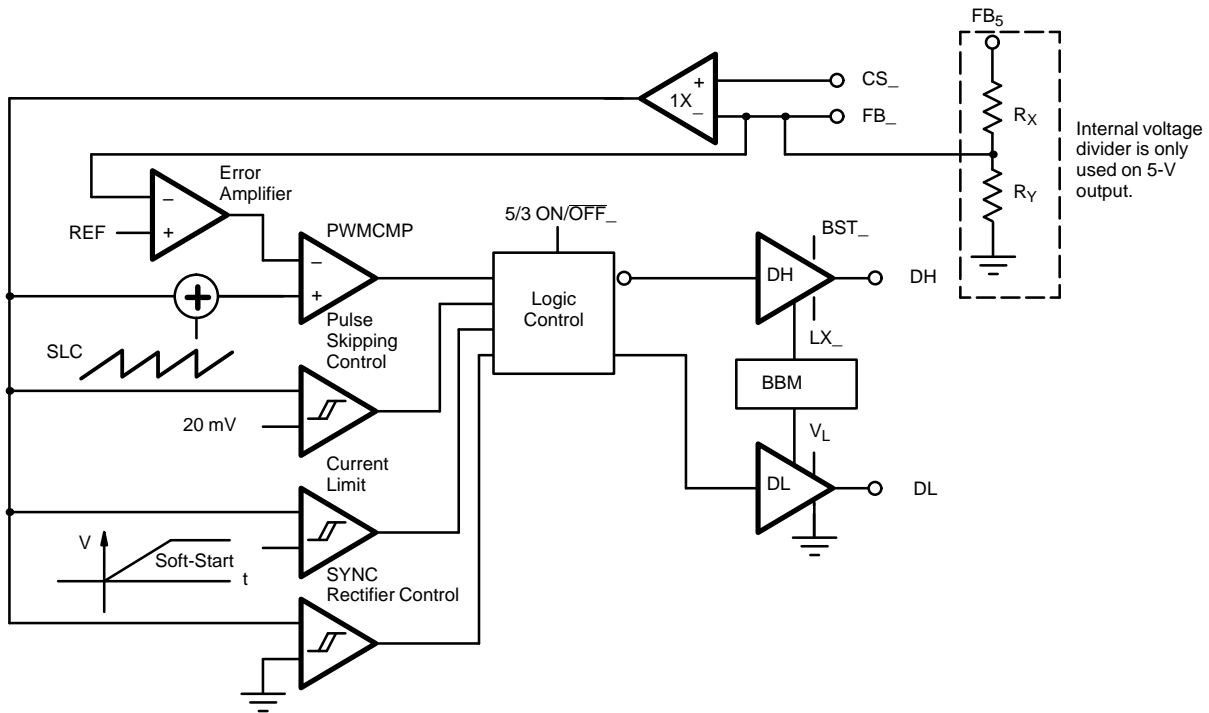 FB5
CS_
1X
+
–
FB_
RX
RY
Internal voltage
divider is only
used on 5-V
output.
Error
Amplifier
–
REF
+
5/3 ON/OFF_
PWMCMP
–
+
BST_
DH
DH
LX_
Logic
Control
+
SLC
Pulse
Skipping
Control
20 mV
BBM
VL
Current
Limit
DL
DL
V
Soft-Start
t
SYNC
Rectifier Control